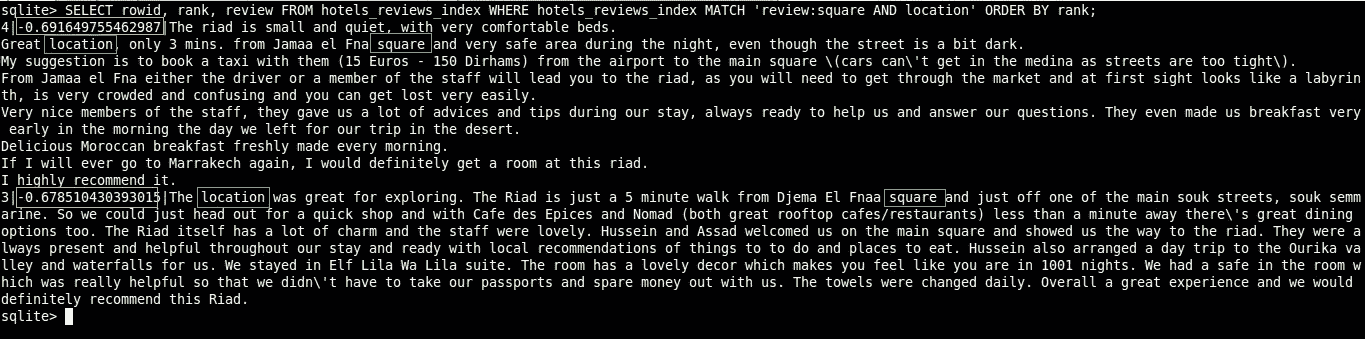 sqlite> SELECT rowid, rank, review FROM hotels_reviews_index WHERE hotels_reviews_index MATCH 'review:square AND location' ORDER BY rank;
4|-0.691649755462987|The riad is small and quiet, with very comfortable beds.
Great location, only 3 mins. from Jamaa el Fna square and very safe area during the night, even though the street is a bit dark.
My suggestion is to book a taxi with them (15 Euros - 150 Dirhams) from the airport to the main square \(cars can\'t get in the medina as streets are too tight\).
From Jamaa el Fna either the driver or a member of the staff will lead you to the riad, as you will need to get through the market and at first sight looks like a labyrin
th, is very crowded and confusing and you can get lost very easily.
Very nice members of the staff, they gave us a lot of advices and tips during our stay, always ready to help us and answer our questions. They even made us breakfast very
 early in the morning the day we left for our trip in the desert.
Delicious Moroccan breakfast freshly made every morning.
If I will ever go to Marrakech again, I would definitely get a room at this riad.
I highly recommend it.
3|-0.678510430393015|The location was great for exploring. The Riad is just a 5 minute walk from Djema El Fnaa square and just off one of the main souk streets, souk semm
arine. So we could just head out for a quick shop and with Cafe des Epices and Nomad (both great rooftop cafes/restaurants) less than a minute away there\'s great dining
options too. The Riad itself has a lot of charm and the staff were lovely. Hussein and Assad welcomed us on the main square and showed us the way to the riad. They were a
lways present and helpful throughout our stay and ready with local recommendations of things to to do and places to eat. Hussein also arranged a day trip to the Ourika va
lley and waterfalls for us. We stayed in Elf Lila Wa Lila suite. The room has a lovely decor which makes you feel like you are in 1001 nights. We had a safe in the room w
hich was really helpful so that we didn\'t have to take our passports and spare money out with us. The towels were changed daily. Overall a great experience and we would
definitely recommend this Riad.
sqlite>